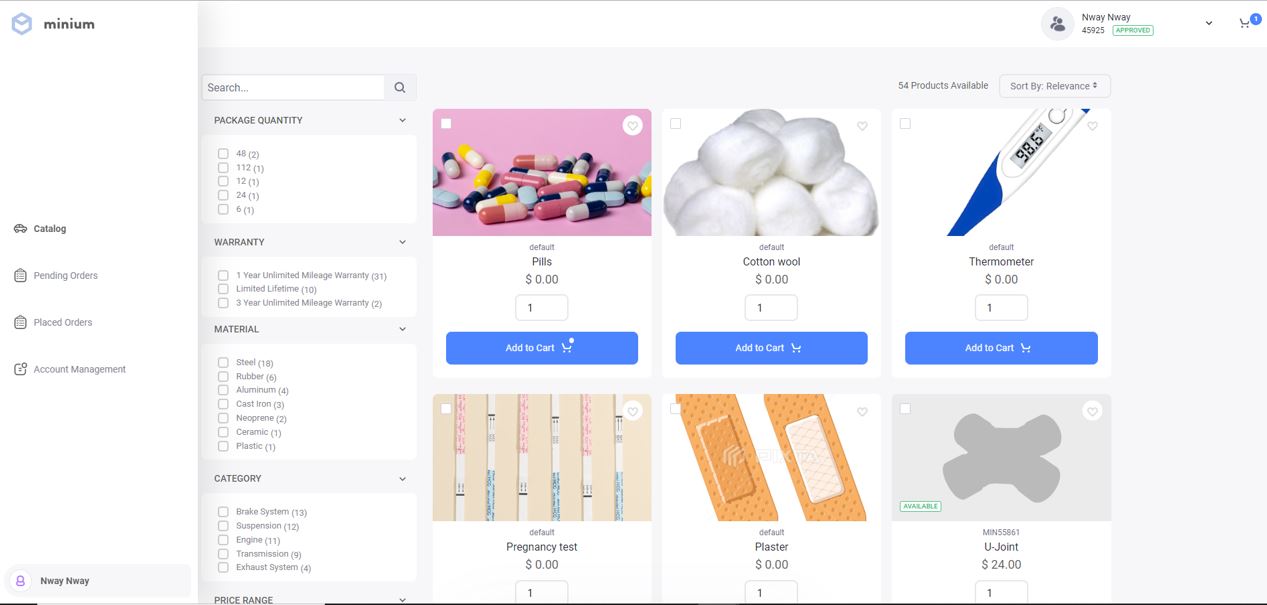 minium
Nway Nway
45925 APPROVED
1
Search...
54 Products Available
Sort By: Relevance
PACKAGE QUANTITY
48 (2)
112 (1)
12 (1)
24 (1)
6 (1)
WARRANTY
1 Year Unlimited Mileage Warranty (31)
Limited Lifetime (10)
3 Year Unlimited Mileage Warranty (2)
MATERIAL
Steel (18)
Rubber (6)
Aluminum (4)
Cast Iron (3)
Neoprene (2)
Ceramic (1)
Plastic (1)
CATEGORY
Brake System (13)
Suspension (12)
Engine (11)
Transmission (9)
Exhaust System (4)
PRICE RANGE
Catalog
Pending Orders
Placed Orders
Account Management
Nway Nway
default
Pills
$ 0.00
1
Add to Cart
default
Cotton wool
$ 0.00
1
Add to Cart
98.6
default
Thermometer
$ 0.00
1
Add to Cart
default
Pregnancy test
$ 0.00
1
default
Plaster
$ 0.00
1
AVAILABLE
MIN55861
U-Joint
$ 24.00
1